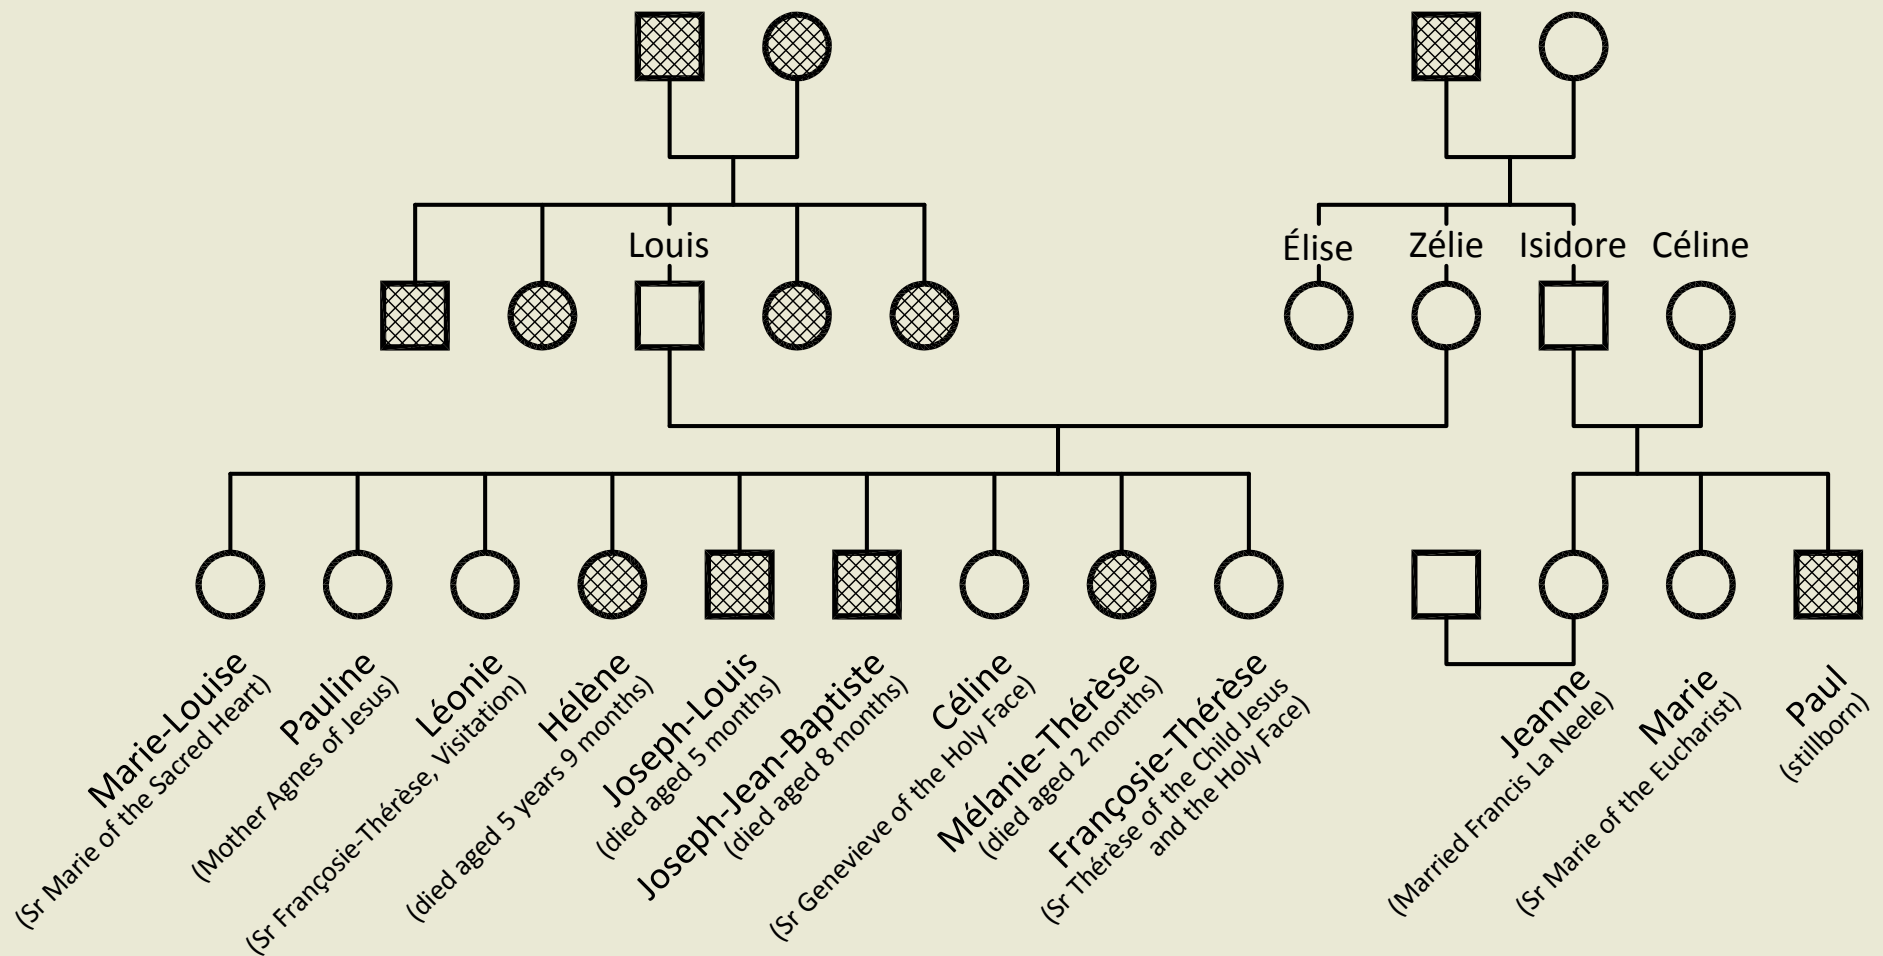 Louis
Élise
Zélie
Isidore
Céline
Marie-Louise
(Sr Marie of the Sacred Heart)
Pauline
(Mother Agnes of Jesus)
Léonie
(Sr Françosie-Thérèse, Visitation)
Hélène
(died aged 5 years 9 months)
Joseph-Louis
(died aged 5 months)
Joseph-Jean-Baptiste
(died aged 8 months)
Céline
(Sr Genevieve of the Holy Face)
Mélanie-Thérèse
(died aged 2 months)
Françosie-Thérèse
(Sr Thérèse of the Child Jesus
and the Holy Face)
Jeanne
(Married Francis La Neele)
Marie
(Sr Marie of the Eucharist)
Paul
(stillborn)